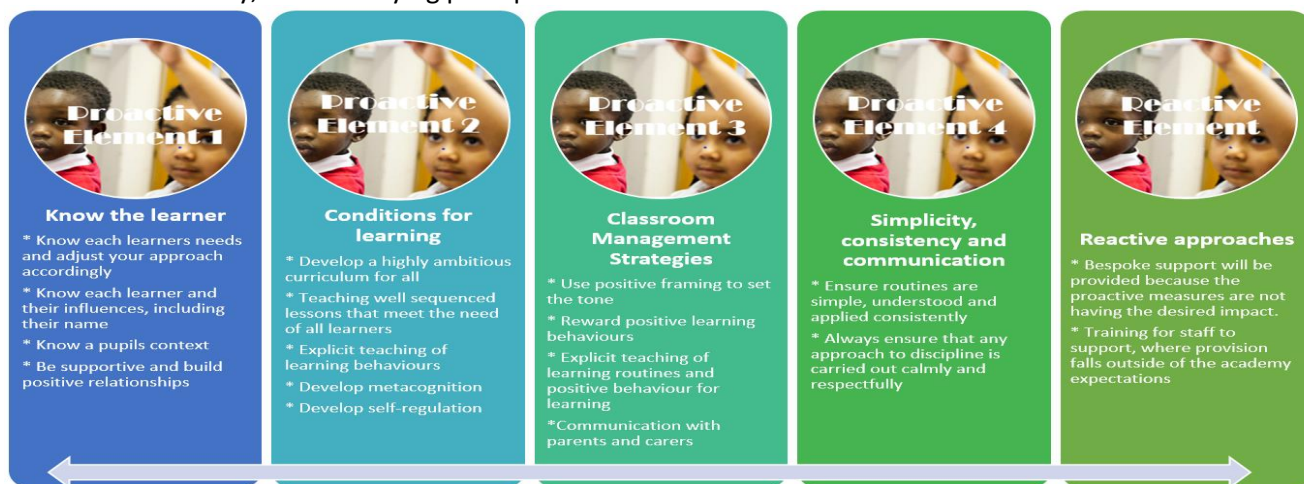 Proactive
Element 1
Know the learner
* Know each learners needs
and adjust your approach
accordingly
* Know each learner and
their influences, including
their name
* Know a pupils context
* Be supportive and build
positive relationships
Proactive
Element 2
Conditions for
learning
* Develop a highly ambitious
curriculum for all
* Teaching well sequenced
lessons that meet the need
of all learners
* Explicit teaching of
learning behaviours
* Develop metacognition
* Develop self-regulation
Proactive
Element 3
Classroom
Management
Strategies
* Use positive framing to set
the tone
* Reward positive learning
behaviours
* Explicit teaching of
learning routines and
positive behaviour for
learning
*Communication with
parents and carers
Proactive
Element 4
Simplicity,
consistency and
communication
* Ensure routines are
simple, understood and
applied consistently
* Always ensure that any
approach to discipline is
carried out calmly and
respectfully
Reactive
Element
Reactive approaches
* Bespoke support will be
provided because the
proactive measures are not
having the desired impact.
* Training for staff to
support, where provision
falls outside of the academy
expectations